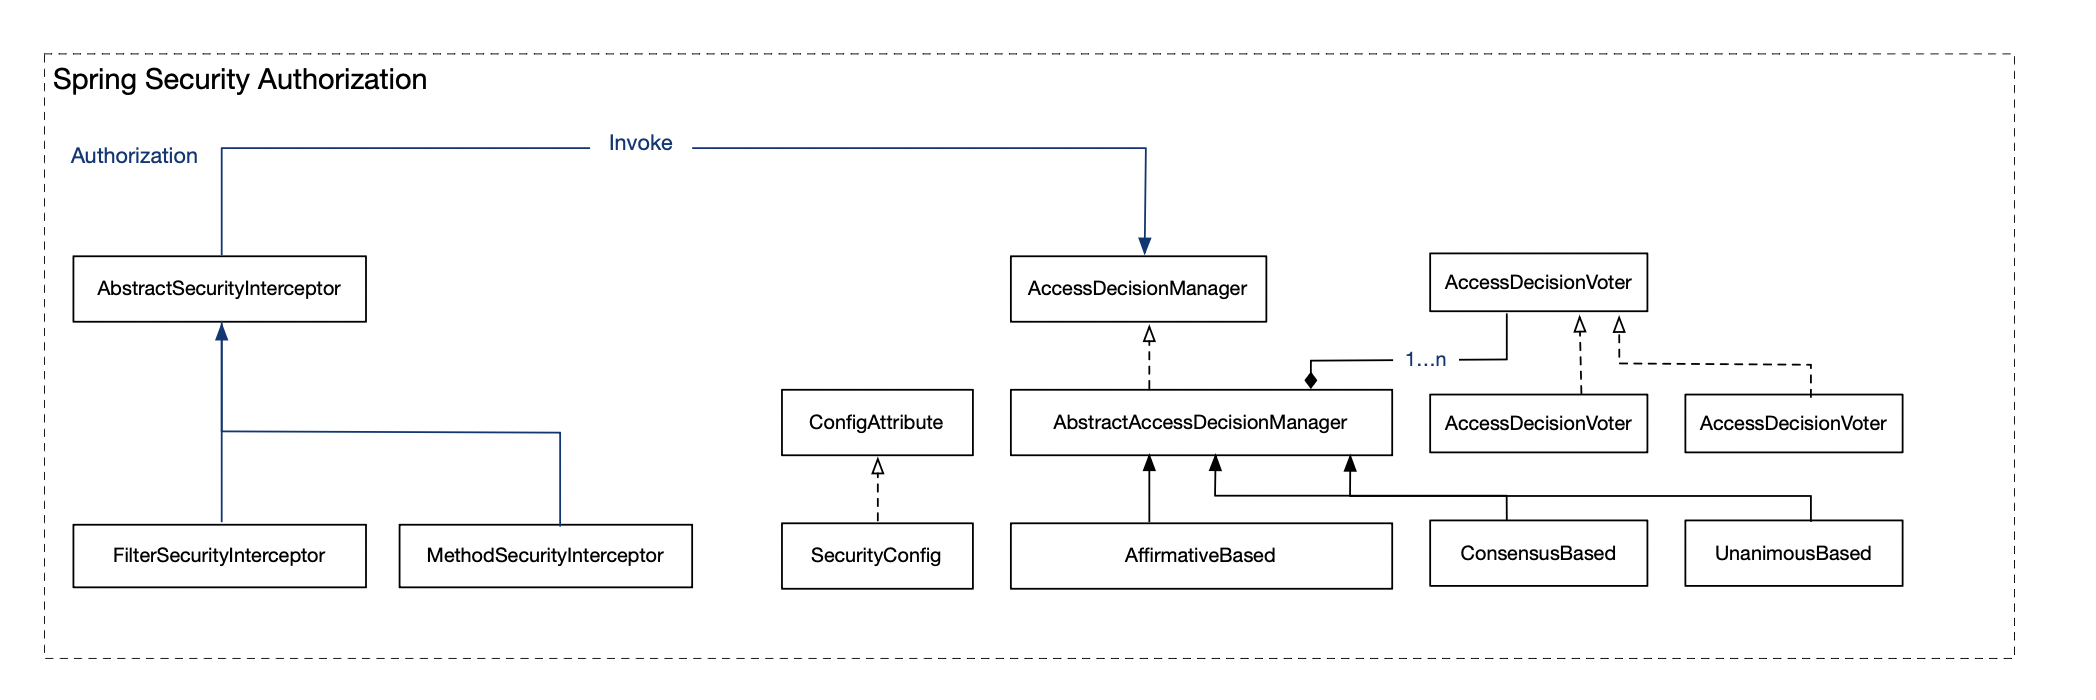 Spring Security Authorization
Authorization
Invoke
AbstractSecurityInterceptor
AccessDecisionManager
AccessDecisionVoter
1...n
ConfigAttribute
AbstractAccessDecisionManager
AccessDecisionVoter
AccessDecisionVoter
FilterSecurityInterceptor
MethodSecurityInterceptor
SecurityConfig
AffirmativeBased
ConsensusBased
UnanimousBased